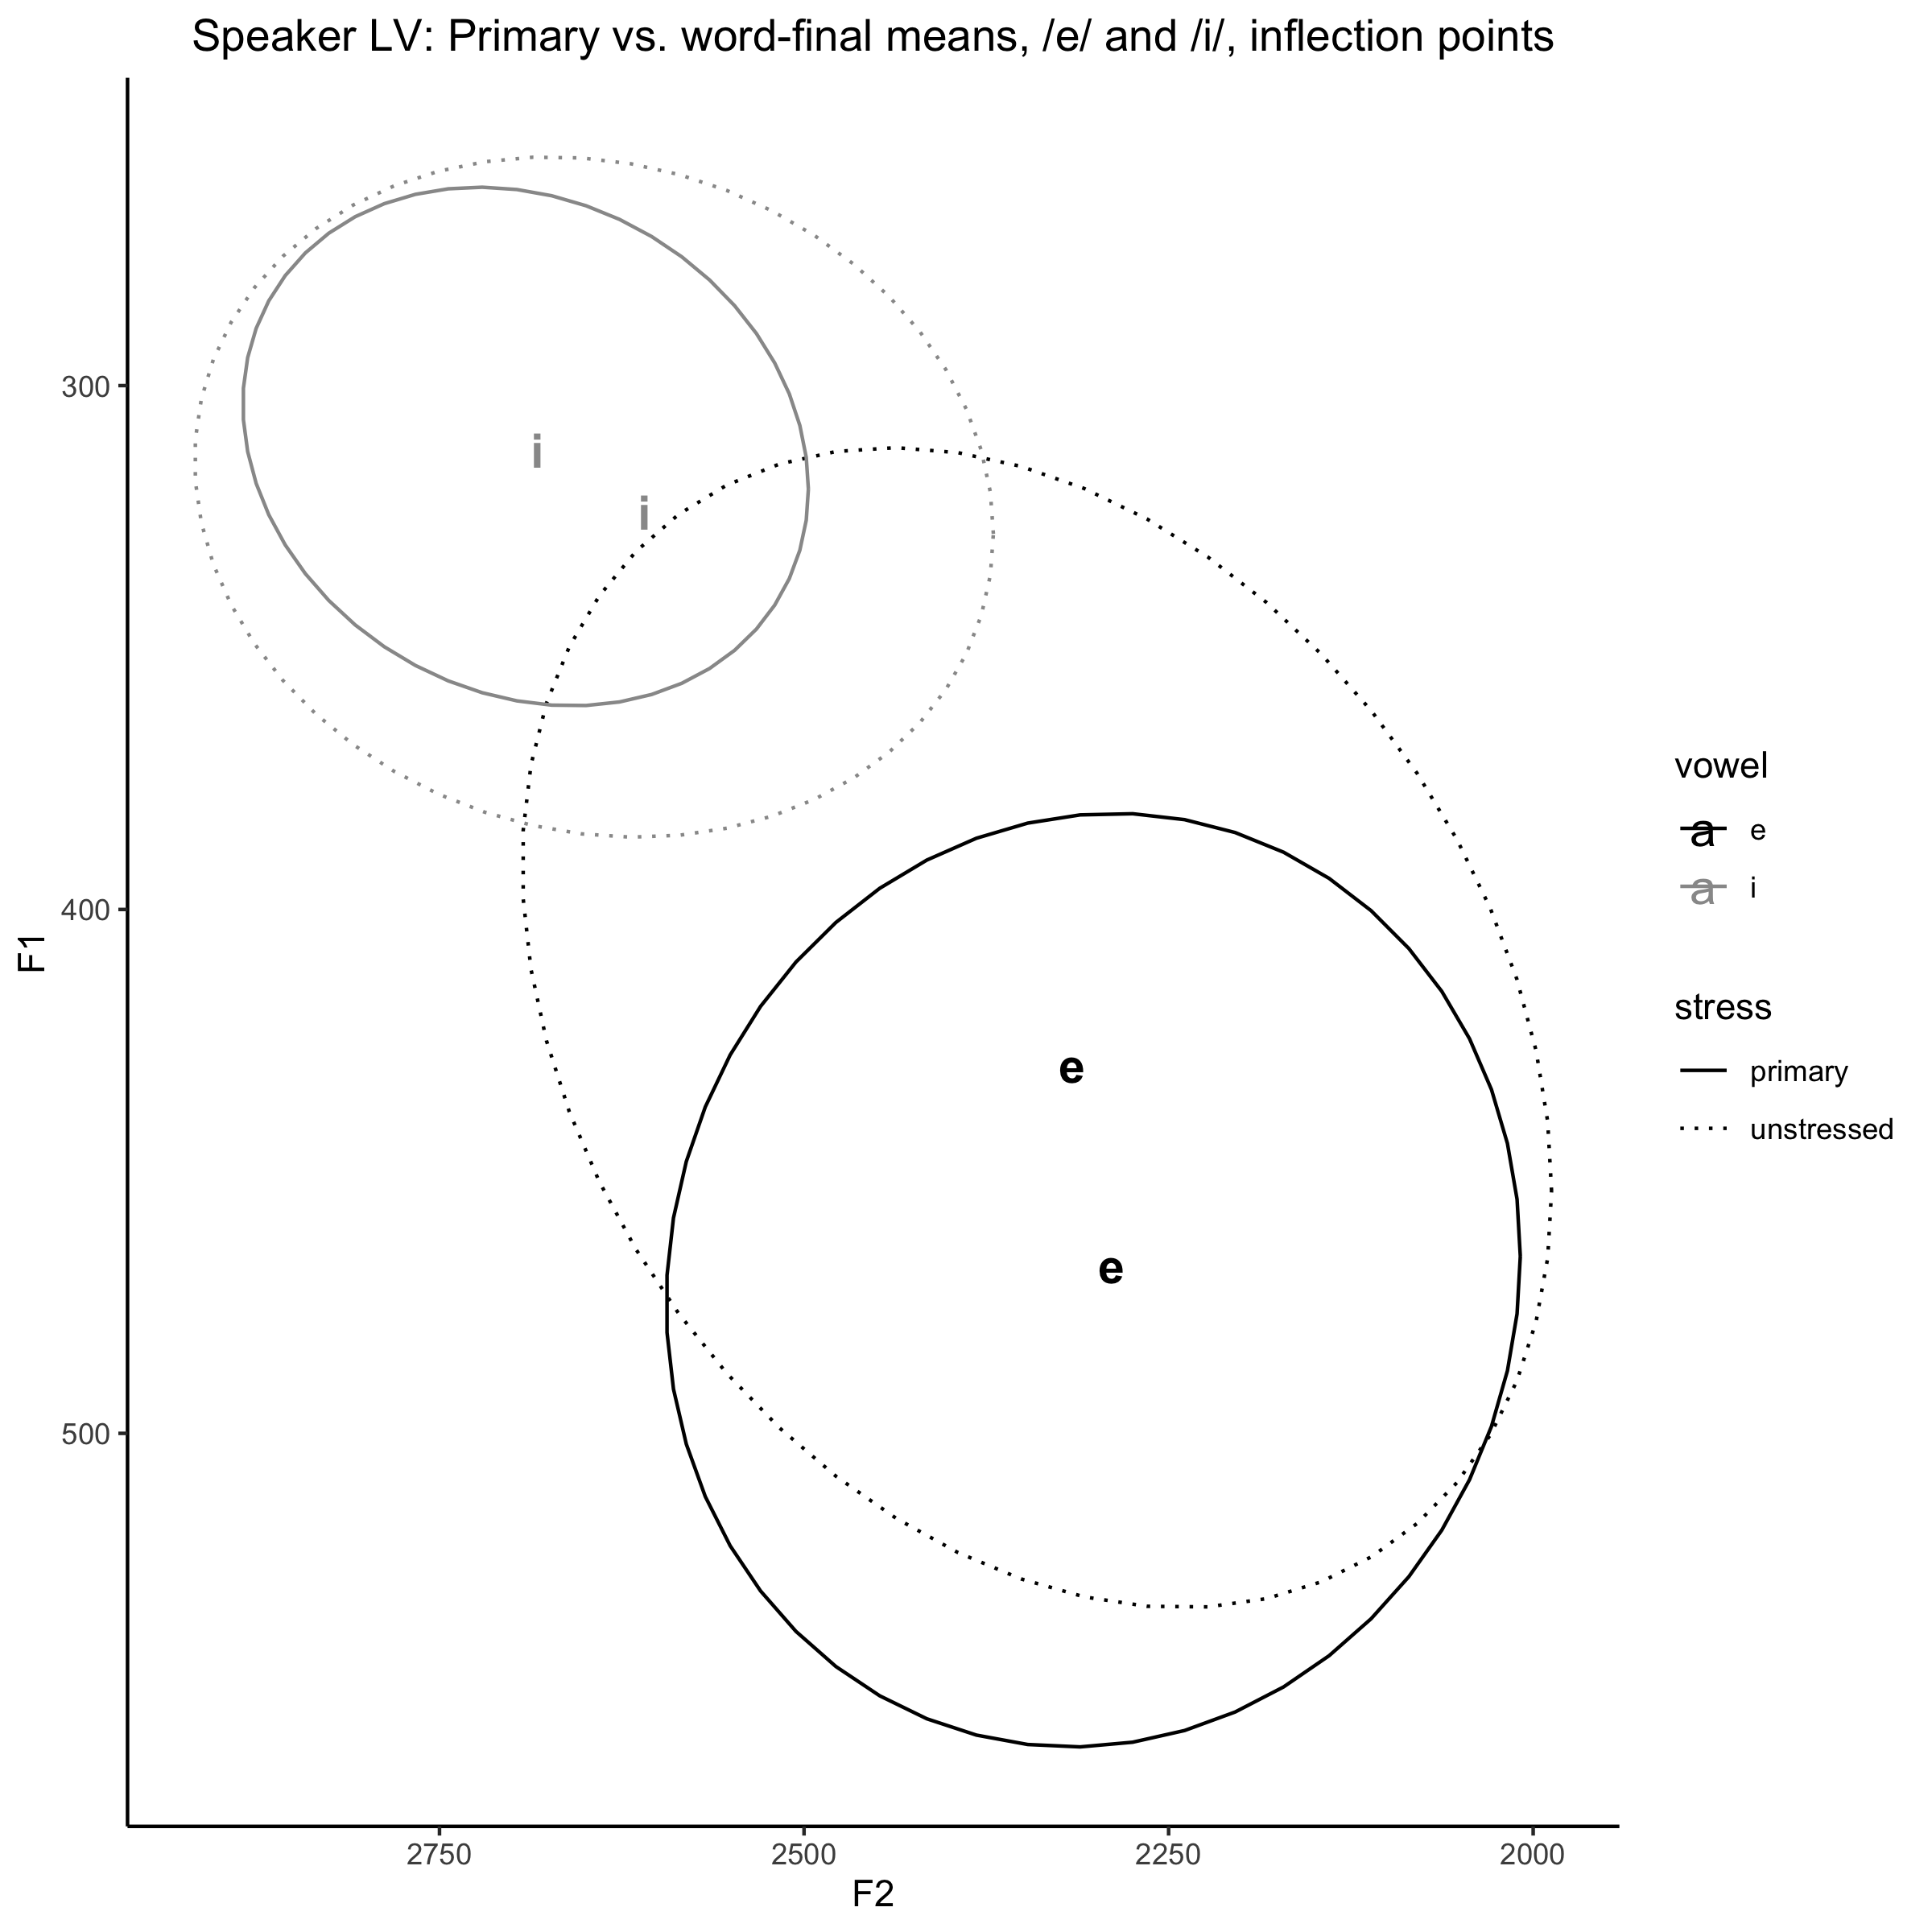 Speaker LV: Primary vs. word-final means, /e/ and /i/, inflection points
300
400
500
F1
i
i
e
e
2750
2500
2250
2000
F2
vowel
a e
a i
stress
primary
unstressed